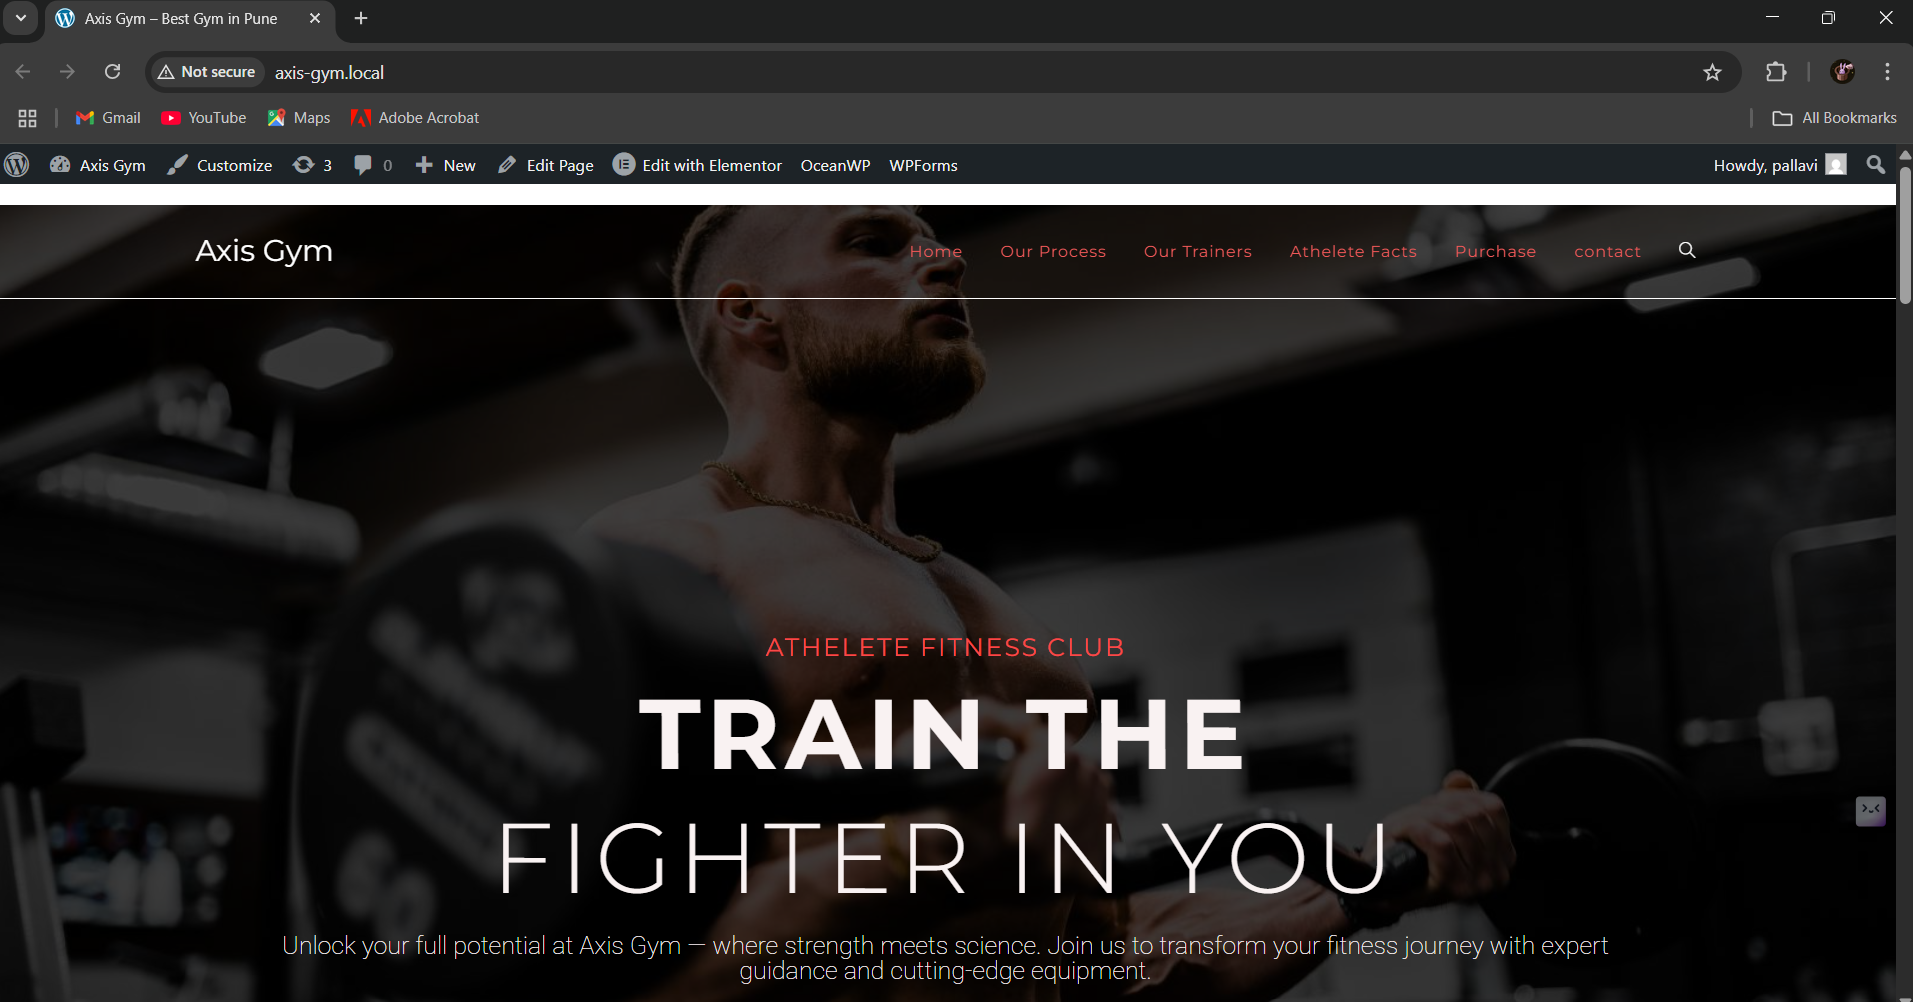 Axis Gym – Best Gym in Pune
Not secure axis-gym.local
Gmail YouTube Maps Adobe Acrobat All Bookmarks
Axis Gym Customize 3 0 New Edit Page Edit with Elementor OceanWP WPForms Howdy, pallavi
Axis Gym Home Our Process Our Trainers Athelete Facts Purchase contact
ATHELETE FITNESS CLUB
TRAIN THE
FIGHTER IN YOU
Unlock your full potential at Axis Gym — where strength meets science. Join us to transform your fitness journey with expert
guidance and cutting-edge equipment.